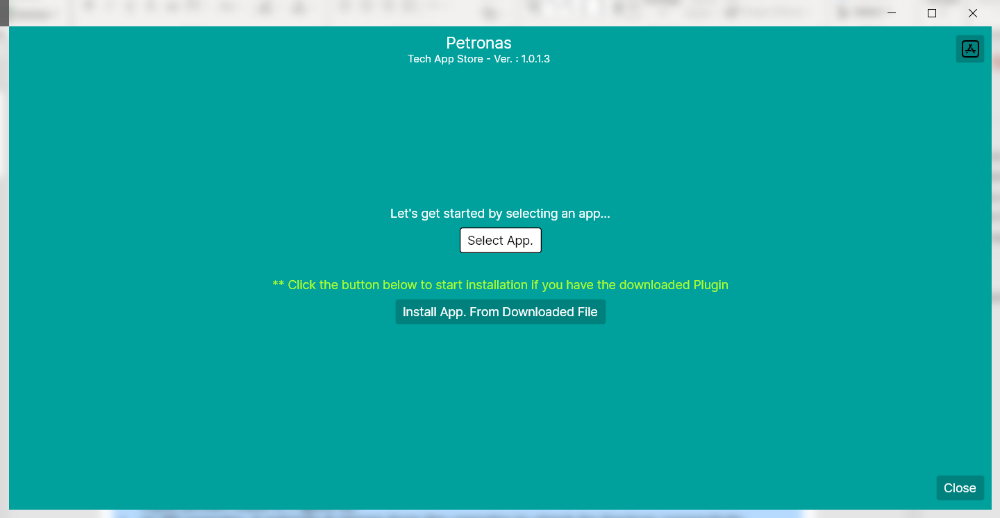 Petronas
Tech App Store - Ver. : 1.0.1.3
Let's get started by selecting an app...
Select App.
** Click the button below to start installation if you have the downloaded Plugin
Install App. From Downloaded File
Close